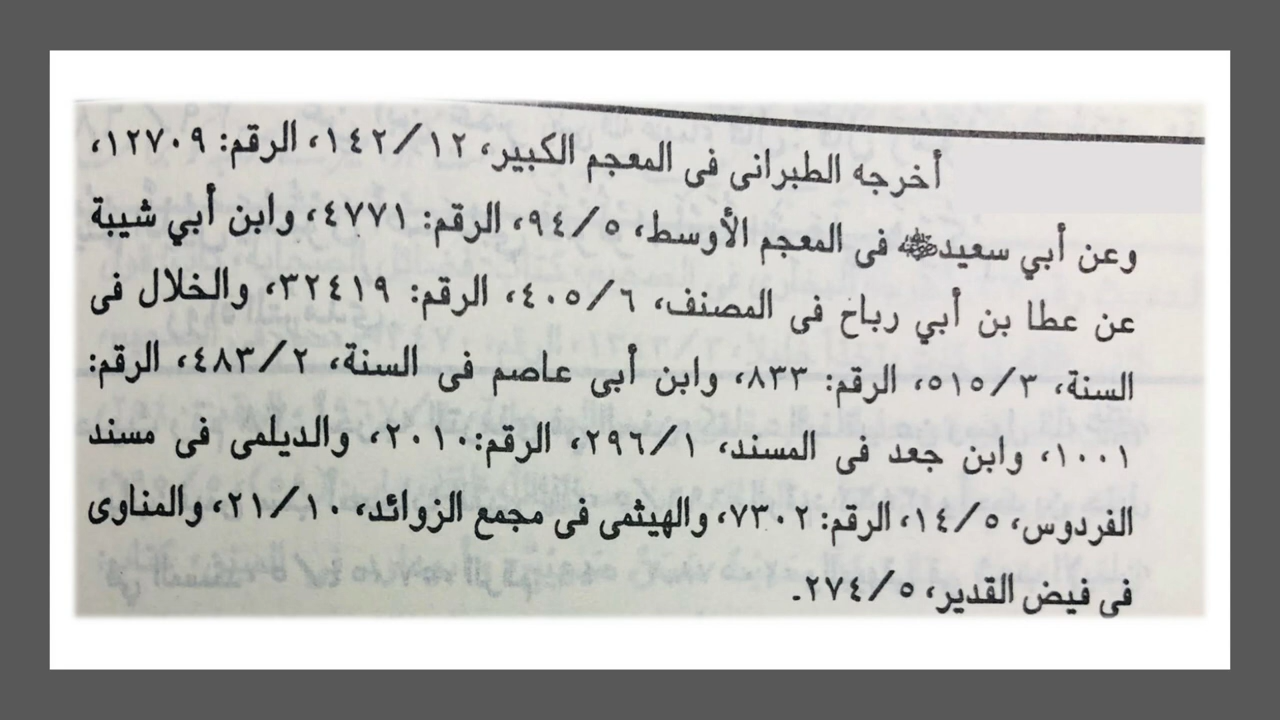 أخرجه الطبرانى فى المعجم الكبير، ١٤٢/١٢، الرقم: ١٢٧٠٩،
وعن أبي سعيد ﷺ فى المعجم الأوسط، ٩٤/٥، الرقم: ٤٧٧١، وابن أبي شيبة
عن عطا بن أبي رباح فى المصنف، ٤٠٥/٦، الرقم: ٣٢٤١٩، والخلال فى
السنة، ٥١٥/٣، الرقم: ٨٣٣، وابن أبى عاصم فى السنة، ٤٨٣/٢، الرقم:
١٠٠١، وابن جعد فى المسند، ٢٩٦/١، الرقم:٢٠١٠، والديلمى فى مسند
الفردوس، ١٤/٥، الرقم: ٧٣٠٢، والهيثمى فى مجمع الزوائد، ٢١/١٠، والمناوى
فى فيض القدير، ٢٧٤/٥.